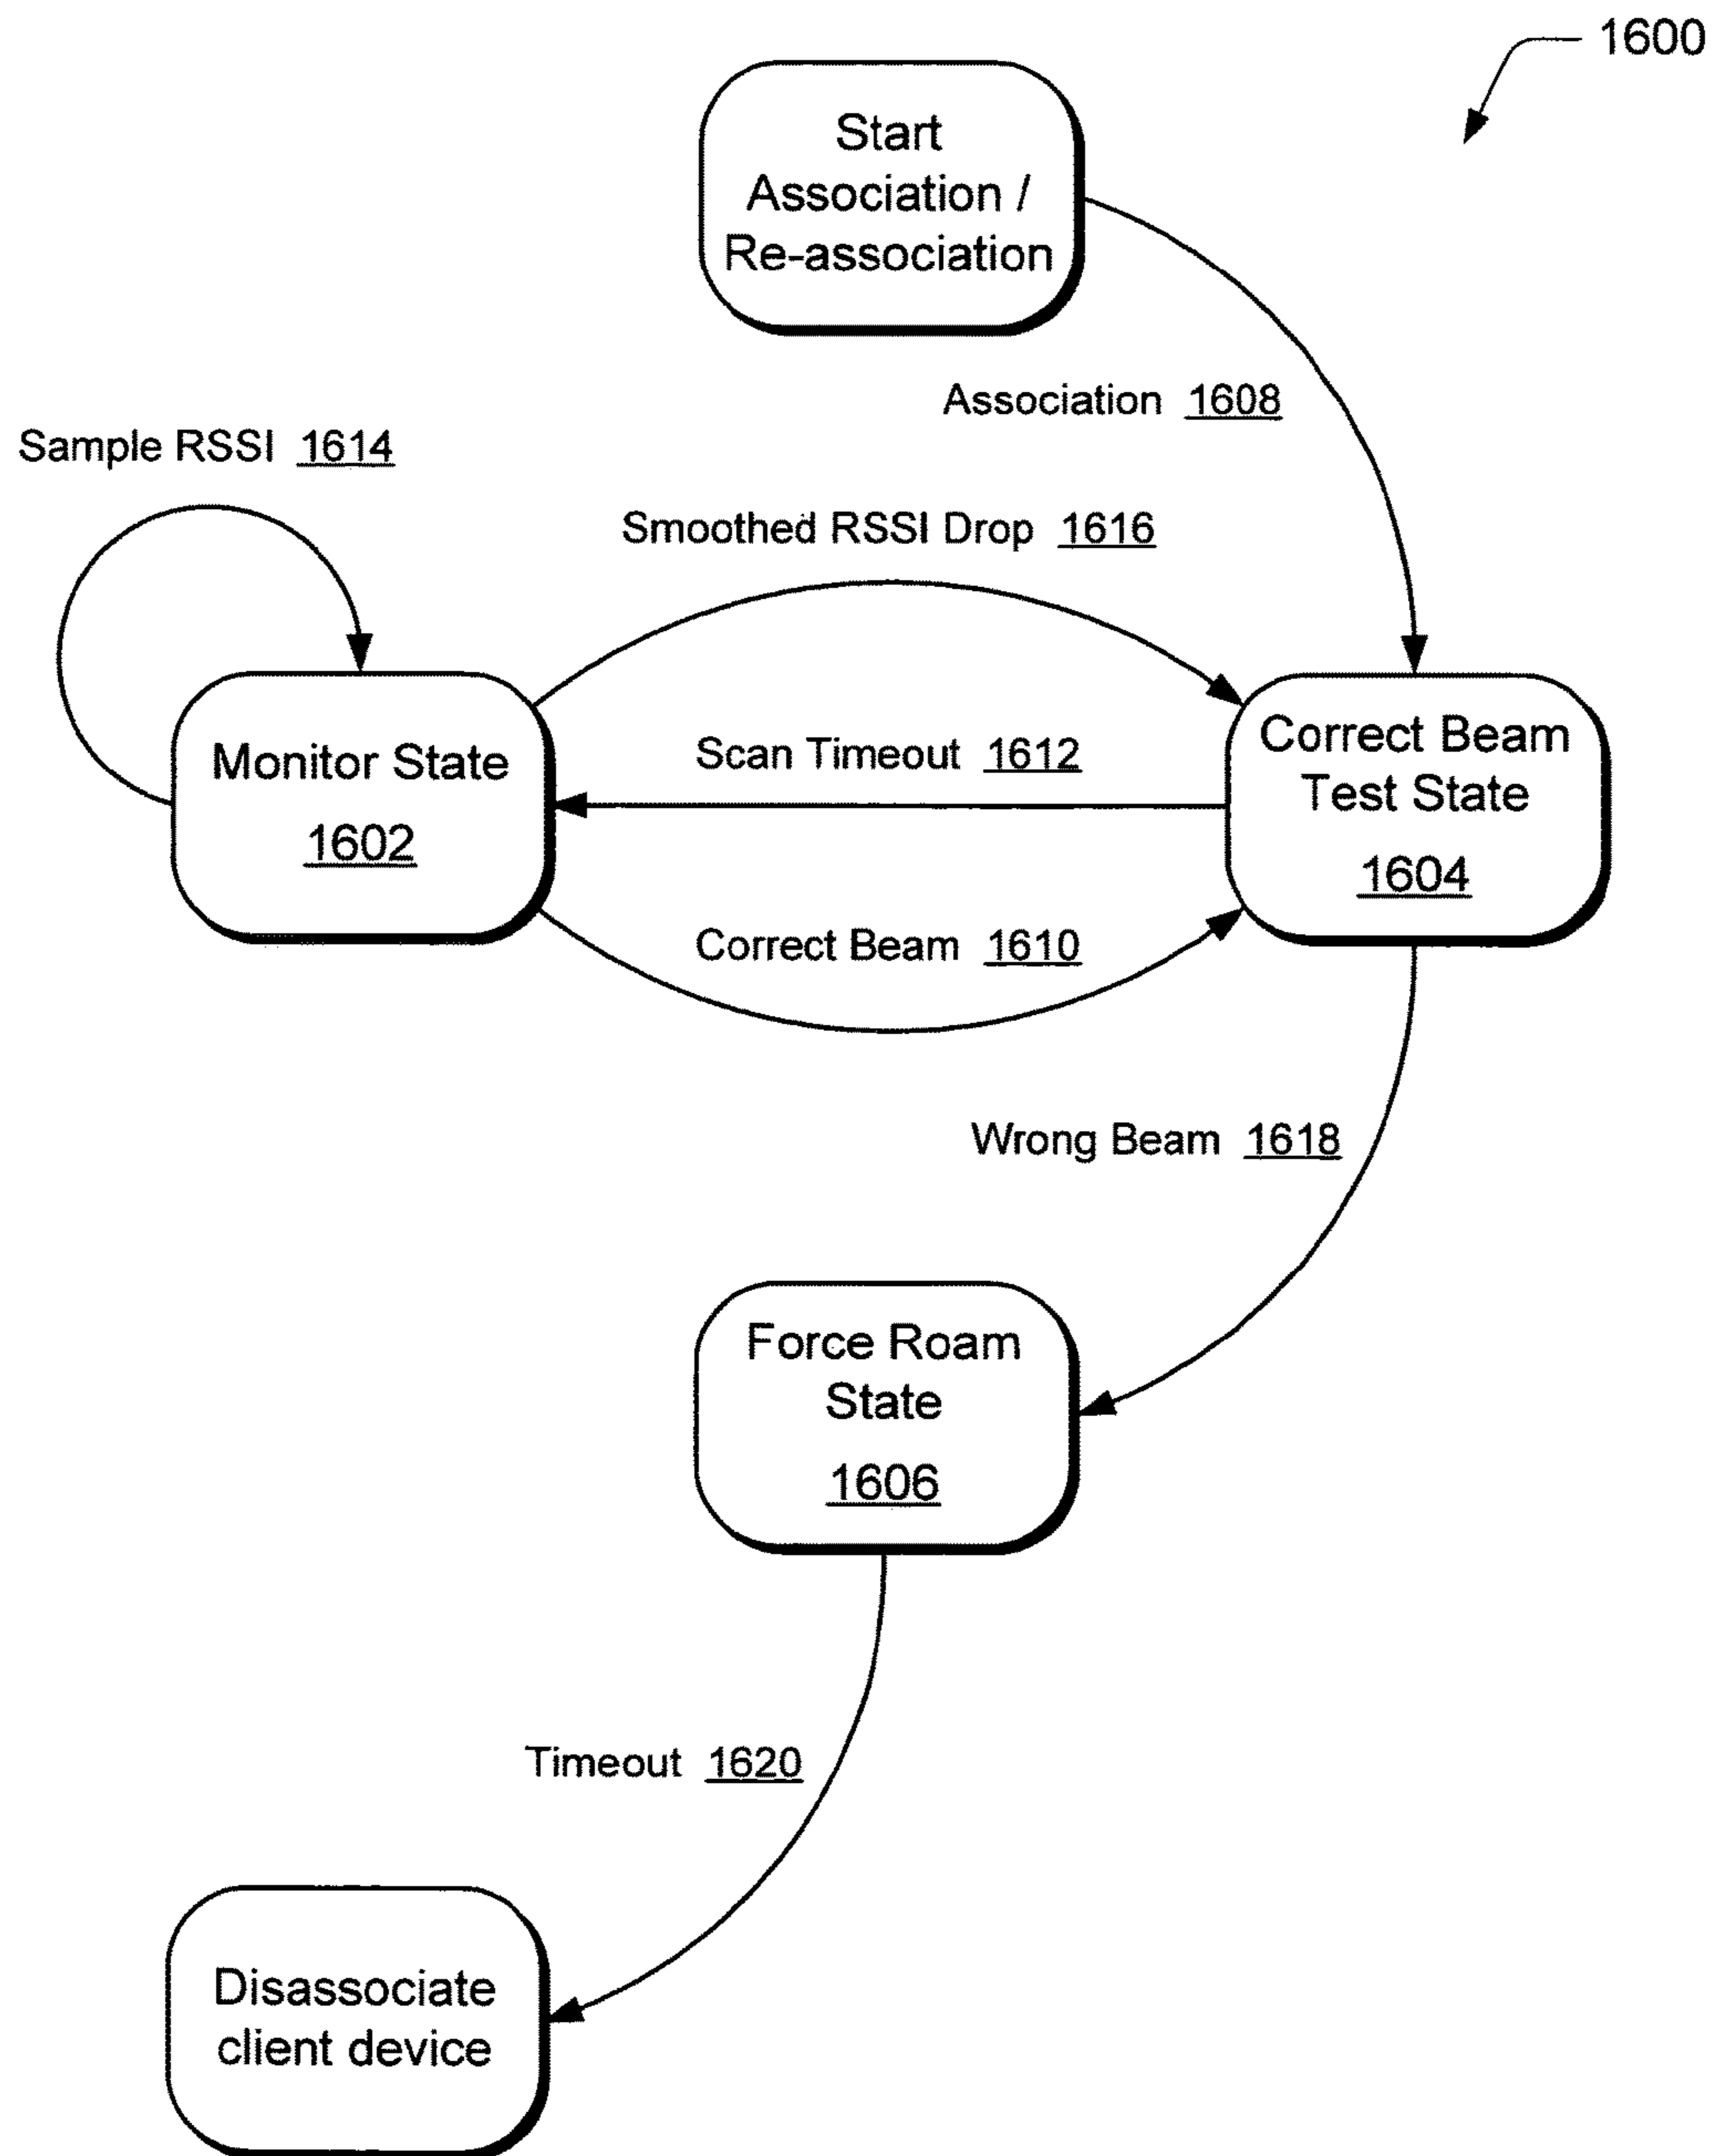 1600
Start
Association /
Re-association
Association 1608
Sample RSSI 1614
Smoothed RSSI Drop 1616
Monitor State
1602
Scan Timeout 1612
Correct Beam
Test State
1604
Correct Beam 1610
Wrong Beam 1618
Force Roam
State
1606
Timeout 1620
Disassociate
client device